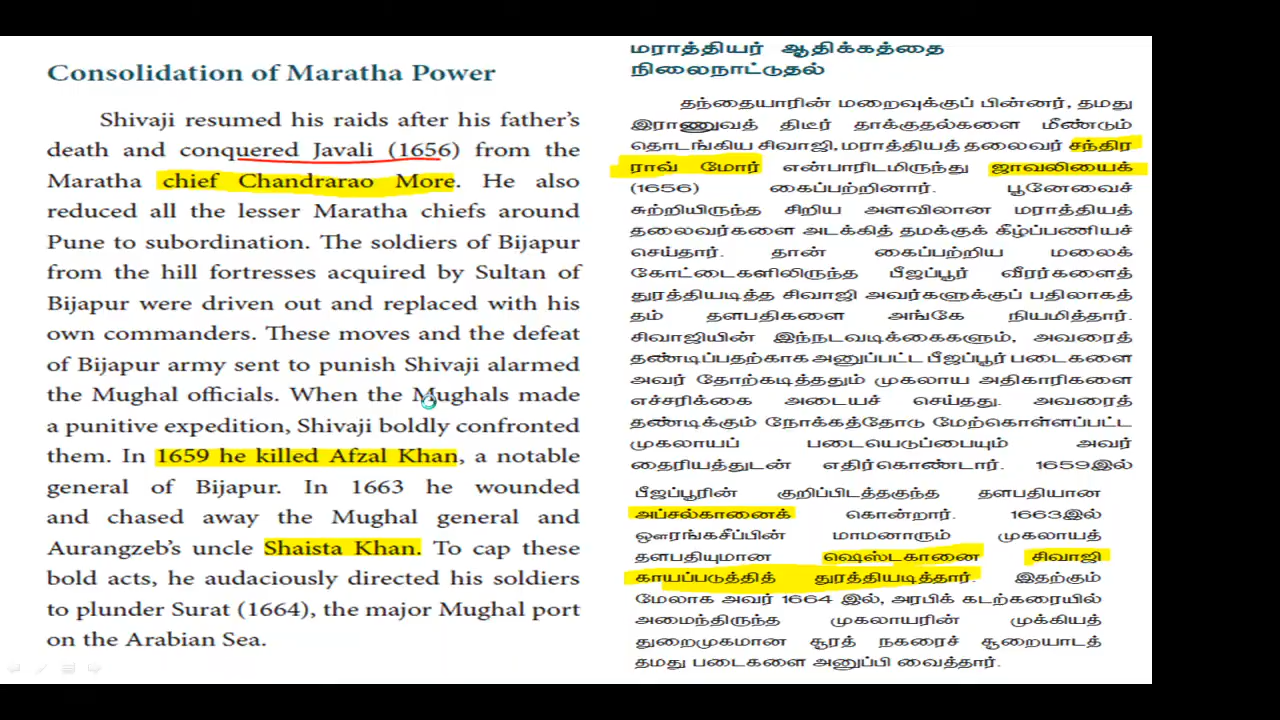 Consolidation of Maratha Power
Shivaji resumed his raids after his father's
death and conquered Javali (1656) from the
Maratha chief Chandrarao More. He also
reduced all the lesser Maratha chiefs around
Pune to subordination. The soldiers of Bijapur
from the hill fortresses acquired by Sultan of
Bijapur were driven out and replaced with his
own commanders. These moves and the defeat
of Bijapur army sent to punish Shivaji alarmed
the Mughal officials. When the Mughals made
a punitive expedition, Shivaji boldly confronted
them. In 1659 he killed Afzal Khan, a notable
general of Bijapur. In 1663 he wounded
and chased away the Mughal general and
Aurangzeb's uncle Shaista Khan. To cap these
bold acts, he audaciously directed his soldiers
to plunder Surat (1664), the major Mughal port
on the Arabian Sea.
மராத்தியர் ஆதிக்கத்தை
நிலைநாட்டுதல்
தந்தையாரின் மறைவுக்குப் பின்னர், தமது
இராணுவத் திடீர் தாக்குதல்களை மீண்டும்
தொடங்கிய சிவாஜி, மராத்தியத் தலைவர் சந்திர
ராவ் மோர் என்பாரிடமிருந்து ஜாவலியைக்
(1656) கைப்பற்றினார். பூனேவைச்
சுற்றியிருந்த சிறிய அளவிலான மராத்தியத்
தலைவர்களை அடக்கித் தமக்குக் கீழ்ப்பணியச்
செய்தார். தான் கைப்பற்றிய மலைக்
கோட்டைகளிலிருந்த பீஜப்பூர் வீரர்களைத்
துரத்தியடித்த சிவாஜி அவர்களுக்குப் பதிலாகத்
தம் தளபதிகளை அங்கே நியமித்தார்.
சிவாஜியின் இந்நடவடிக்கைகளும், அவரைத்
தண்டிப்பதற்காக அனுப்பட்ட பீஜப்பூர் படைகளை
அவர் தோற்கடித்ததும் முகலாய அதிகாரிகளை
எச்சரிக்கை அடையச் செய்தது. அவரைத்
தண்டிக்கும் நோக்கத்தோடு மேற்கொள்ளப்பட்ட
முகலாயப் படையெடுப்பையும் அவர்
தைரியத்துடன் எதிர்கொண்டார். 1659இல்
பீஜப்பூரின் குறிப்பிடத்தகுந்த தளபதியான
அப்சல்கானைக் கொன்றார். 1663இல்
ஔரங்கசீப்பின் மாமனாரும் முகலாயத்
தளபதியுமான ஷெஸ்டகானை சிவாஜி
காயப்படுத்தித் துரத்தியடித்தார். இதற்கும்
மேலாக அவர் 1664 இல், அரபிக் கடற்கரையில்
அமைந்திருந்த முகலாயரின் முக்கியத்
துறைமுகமான சூரத் நகரைச் சூறையாடத்
தமது படைகளை அனுப்பி வைத்தார்.